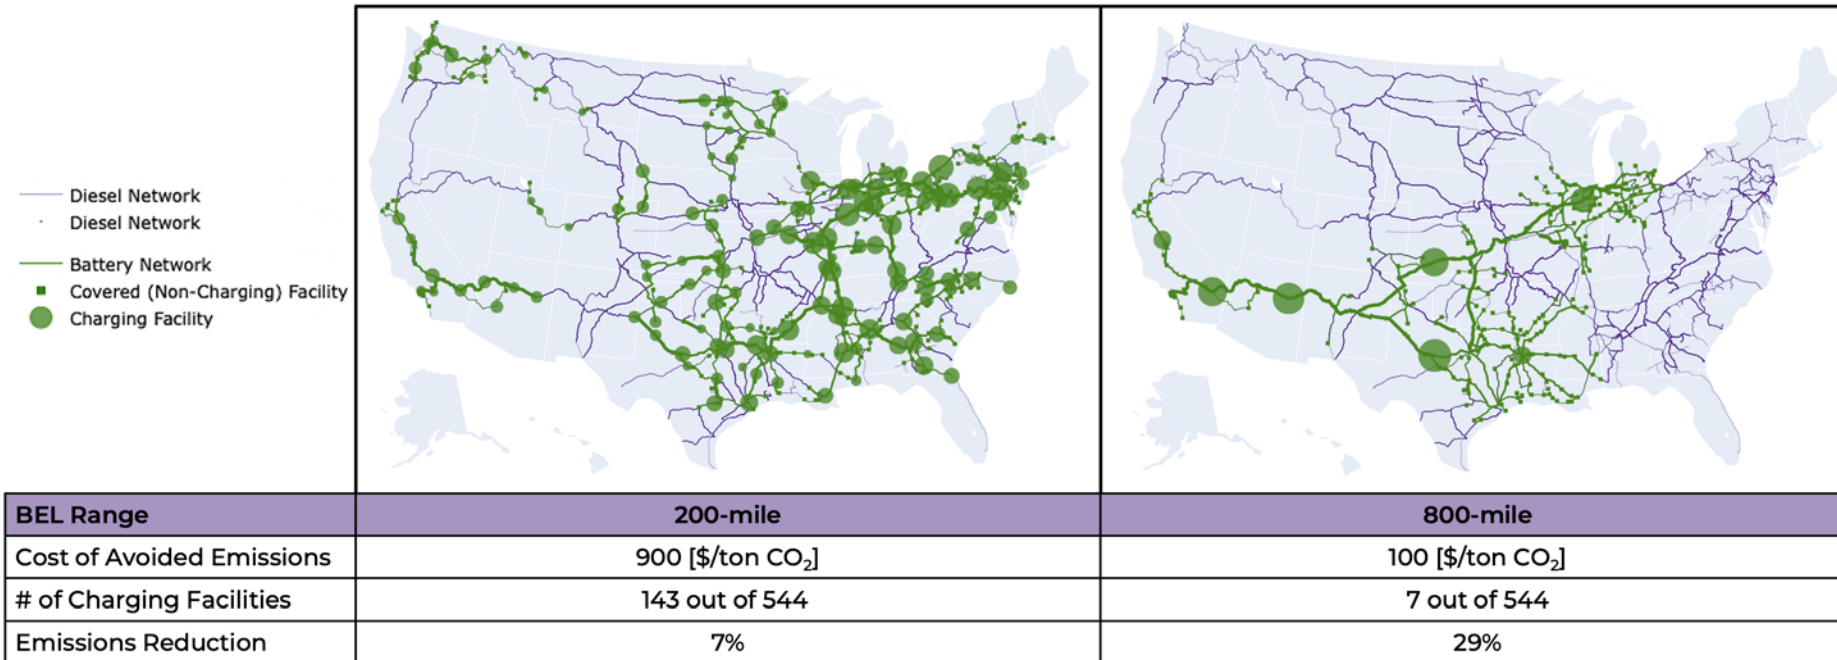 Diesel Network
Diesel Network
Battery Network
Covered (Non-Charging) Facility
Charging Facility
BEL Range 200-mile 800-mile
Cost of Avoided Emissions 900 [$/ton CO₂] 100 [$/ton CO₂]
# of Charging Facilities 143 out of 544 7 out of 544
Emissions Reduction 7% 29%